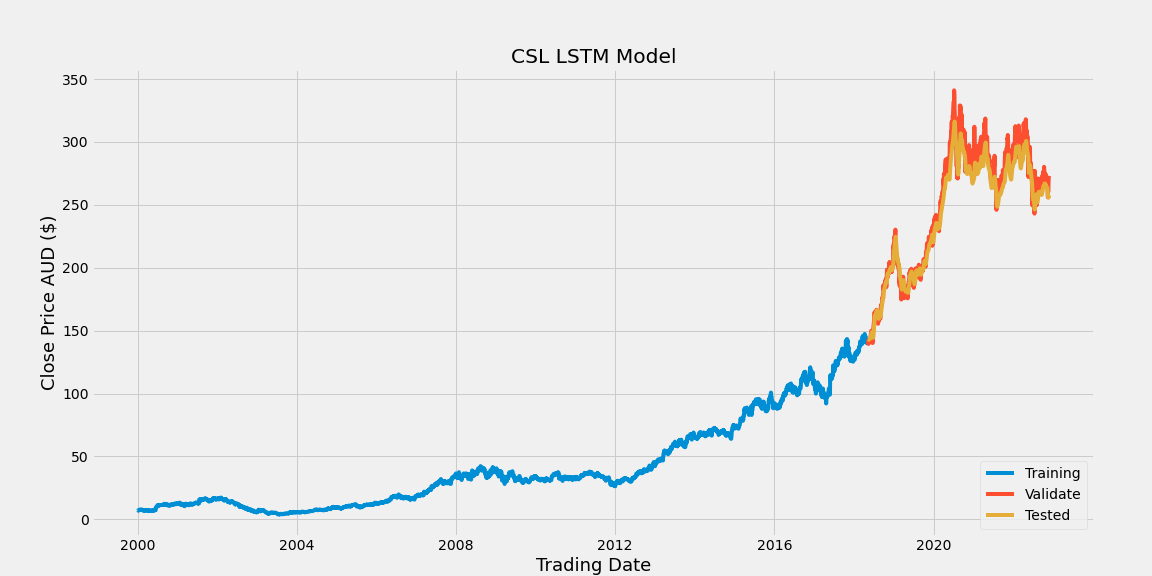 CSL LSTM Model
Close Price AUD ($)
350
300
250
200
150
100
50
0
2000 2004 2008 2012 2016 2020
Trading Date
Training
Validate
Tested